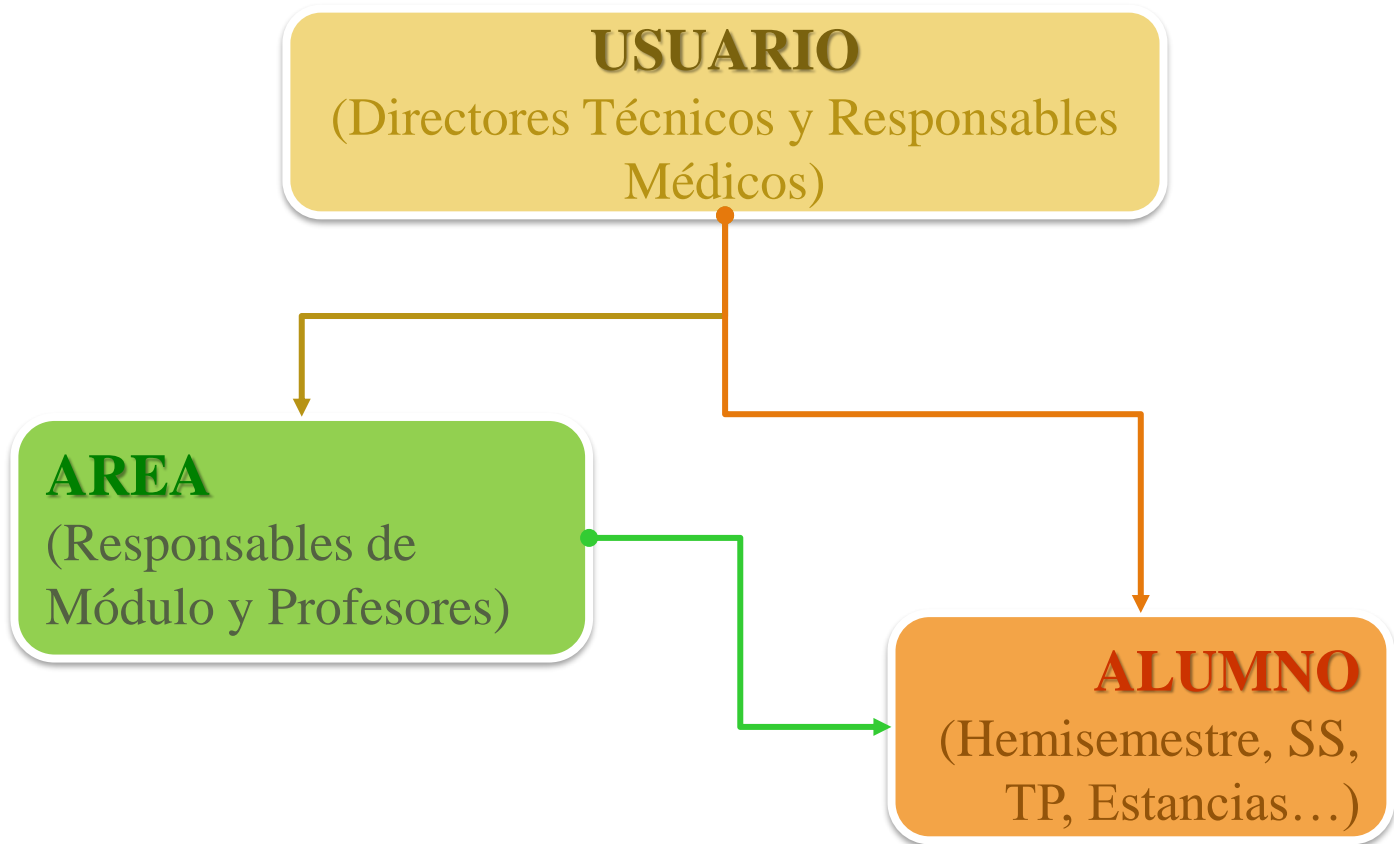 USUARIO
(Directores Técnicos y Responsables
Médicos)
AREA
(Responsables de
Módulo y Profesores)
ALUMNO
(Hemisemestre, SS,
TP, Estancias…)